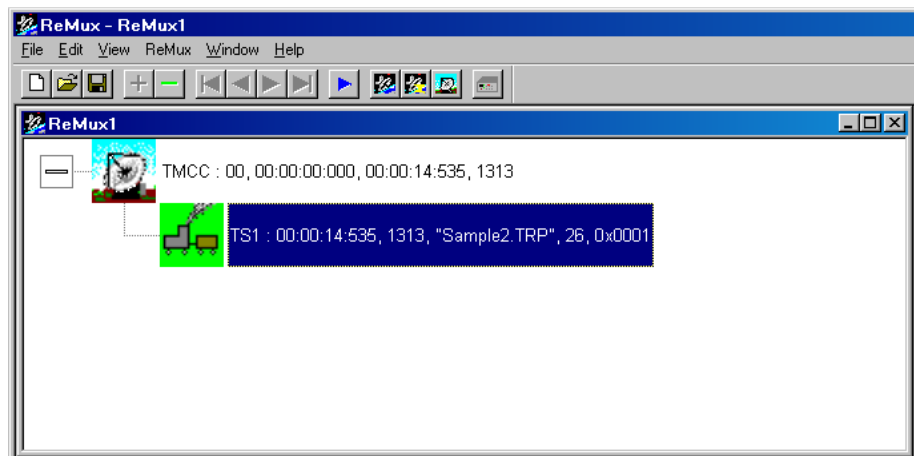 ReMux - ReMux1
File Edit View ReMux Window Help
ReMux1
TMCC : 00, 00:00:00:000, 00:00:14:535, 1313
TS1 : 00:00:14:535, 1313, "Sample2.TRP", 26, 0x0001